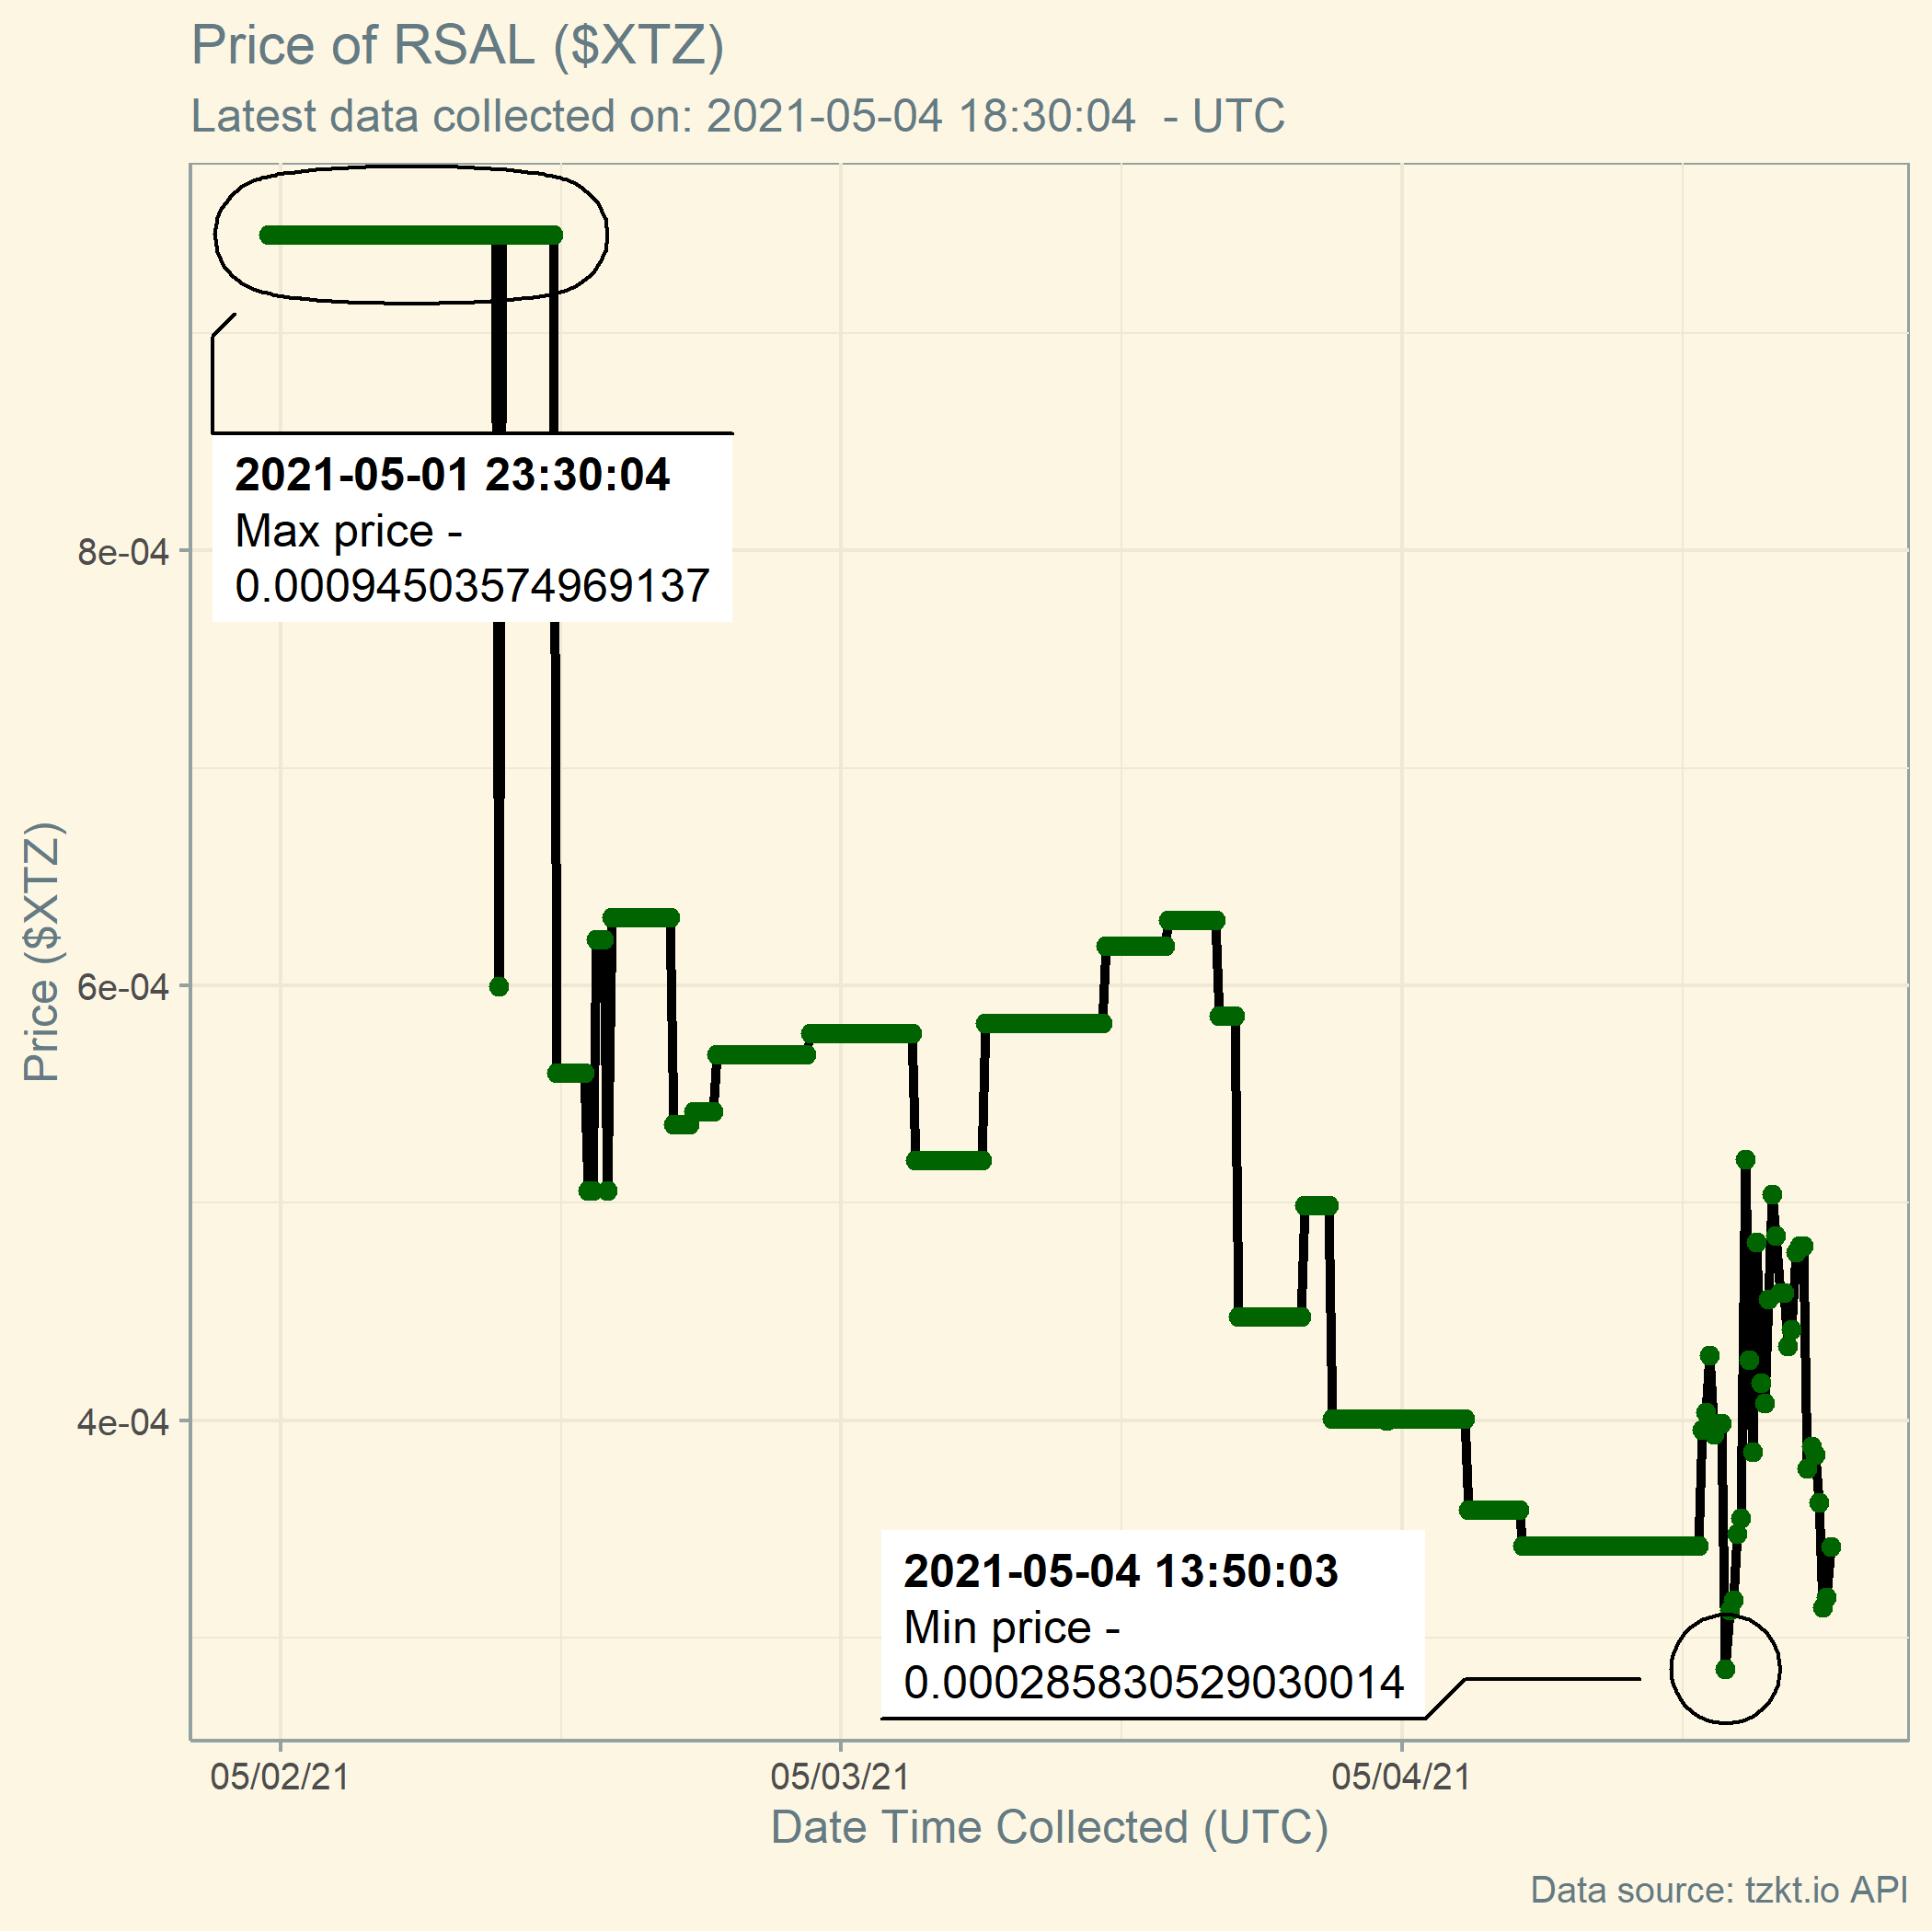 Price of RSAL ($XTZ)
Latest data collected on: 2021-05-04 18:30:04  - UTC
2021-05-01 23:30:04
Max price -
0.00094503574969137
8e-04
Price ($XTZ)
6e-04
4e-04
2021-05-04 13:50:03
Min price -
0.000285830529030014
05/02/21
05/03/21
05/04/21
Date Time Collected (UTC)
Data source: tzkt.io API